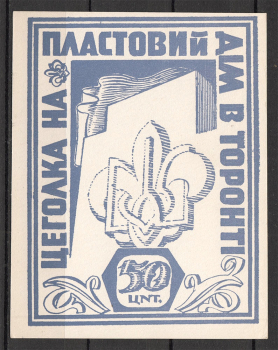 ЦЕГОЛКА НА
ПЛАСТОВИЙ
ДІМ В ТОРОНТІ
50
ЦНТ.